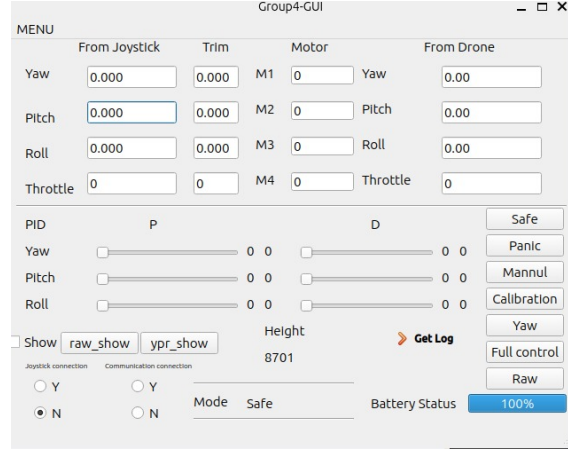 Group4-GUI
MENU
From Joystick Trim Motor From Drone
Yaw 0.000 0.000 M1 0 Yaw 0.00
Pitch 0.000 0.000 M2 0 Pitch 0.00
Roll 0.000 0.000 M3 0 Roll 0.00
Throttle 0 0 M4 0 Throttle 0
PID P D Safe
Yaw 0 0 0 0 Panic
Pitch 0 0 0 0 Mannul
Roll 0 0 0 0 Calibration
Show raw_show ypr_show Height Get Log Yaw
8701 Full control
Joystick connection Communication connection
Y Y Raw
N N Mode Safe Battery Status 100%